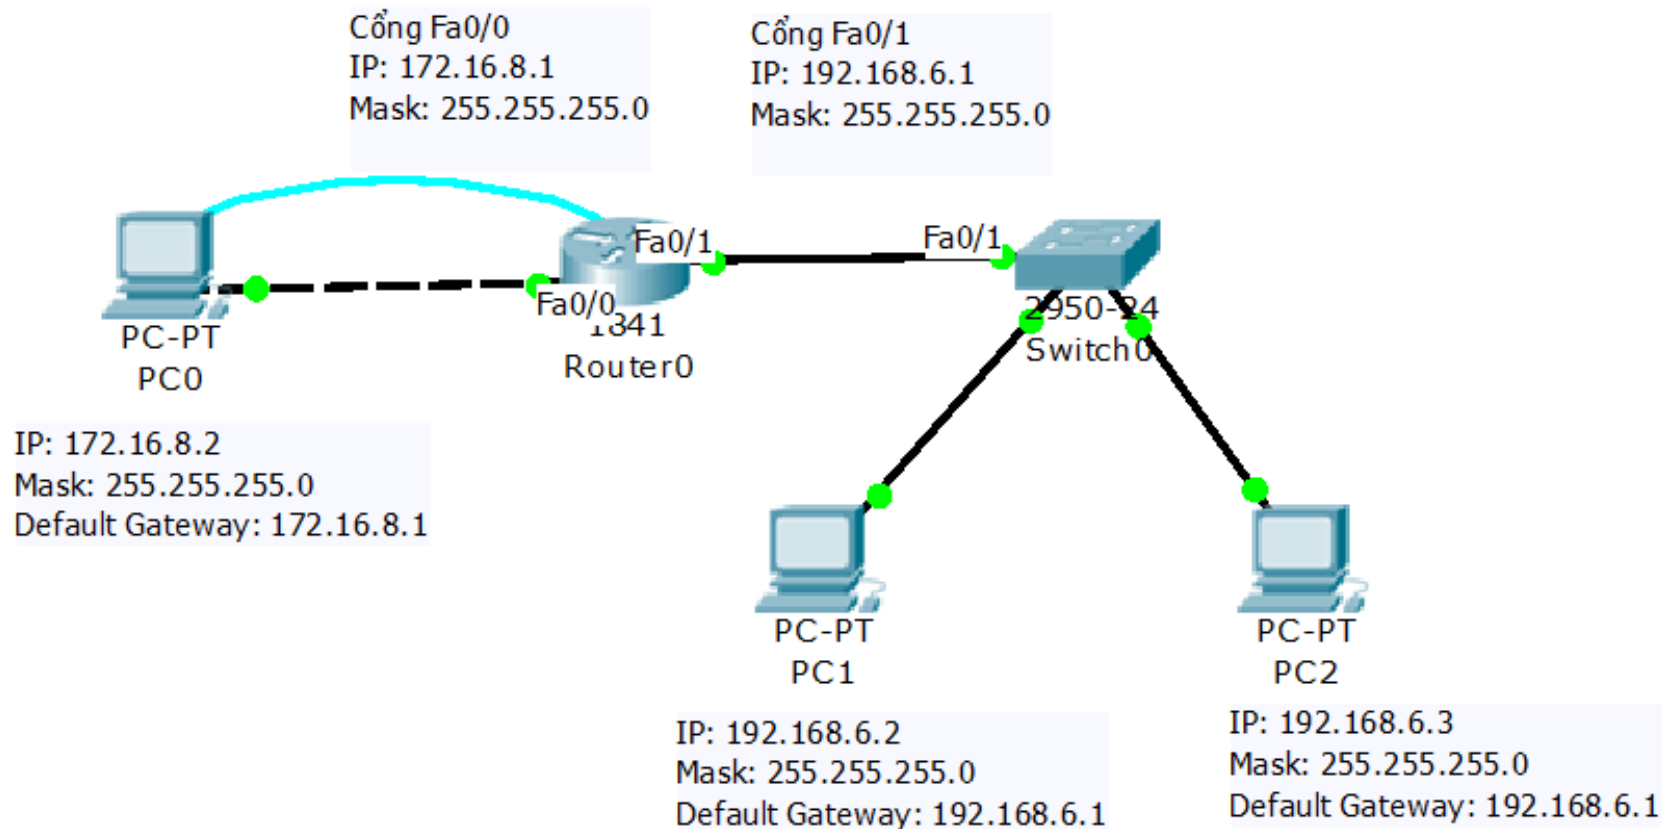 Cổng Fa0/0
IP: 172.16.8.1
Mask: 255.255.255.0
Cổng Fa0/1
IP: 192.168.6.1
Mask: 255.255.255.0
Fa0/1
Fa0/1
Fa0/0
1841
Router0
2950-24
Switch0
PC-PT
PC0
IP: 172.16.8.2
Mask: 255.255.255.0
Default Gateway: 172.16.8.1
PC-PT
PC1
IP: 192.168.6.2
Mask: 255.255.255.0
Default Gateway: 192.168.6.1
PC-PT
PC2
IP: 192.168.6.3
Mask: 255.255.255.0
Default Gateway: 192.168.6.1